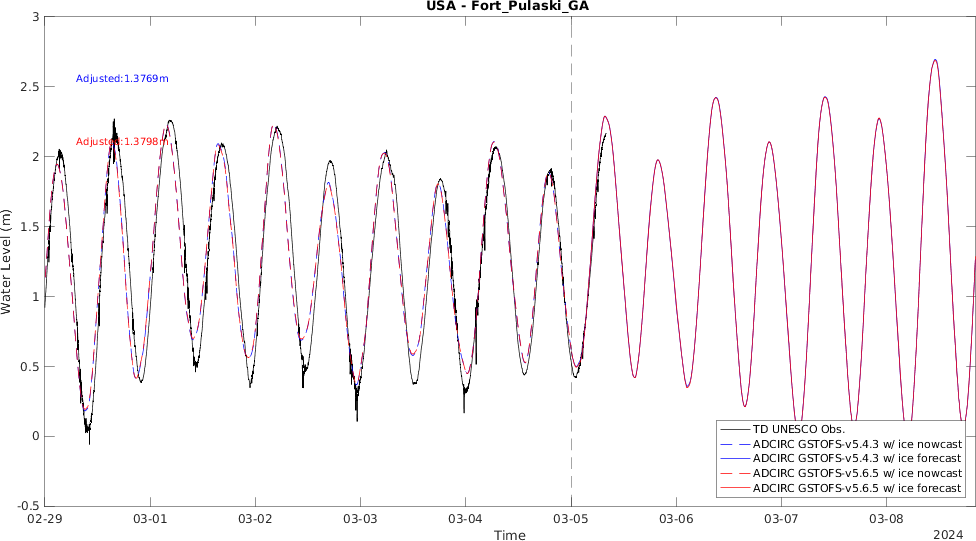 USA - Fort_Pulaski_GA
3
2.5
2
1.5
1
0.5
0
-0.5
Water Level (m)
Adjusted:1.3769m
Adjusted:1.3798m
TD UNESCO Obs.
ADCIRC GSTOFS-v5.4.3 w/ ice nowcast
ADCIRC GSTOFS-v5.4.3 w/ ice forecast
ADCIRC GSTOFS-v5.6.5 w/ ice nowcast
ADCIRC GSTOFS-v5.6.5 w/ ice forecast
02-29 03-01 03-02 03-03 03-04 03-05 03-06 03-07 03-08
Time
2024